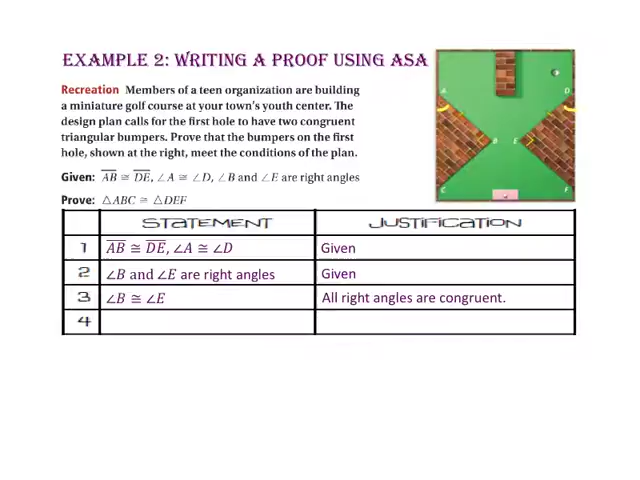 EXAMPLE 2: WRITING A PROOF USING ASA
Recreation Members of a teen organization are building
a miniature golf course at your town's youth center. The
design plan calls for the first hole to have two congruent
triangular bumpers. Prove that the bumpers on the first
hole, shown at the right, meet the conditions of the plan.
Given: A͞B͞ ≅ D͞E͞, ∠A ≅ ∠D, ∠B and ∠E are right angles
Prove: △ABC ≅ △DEF
A D
B E
C F
STATEMENT JUSTIFICATION
1 A͞B͞ ≅ D͞E͞, ∠A ≅ ∠D Given
2 ∠B and ∠E are right angles Given
3 ∠B ≅ ∠E All right angles are congruent.
4